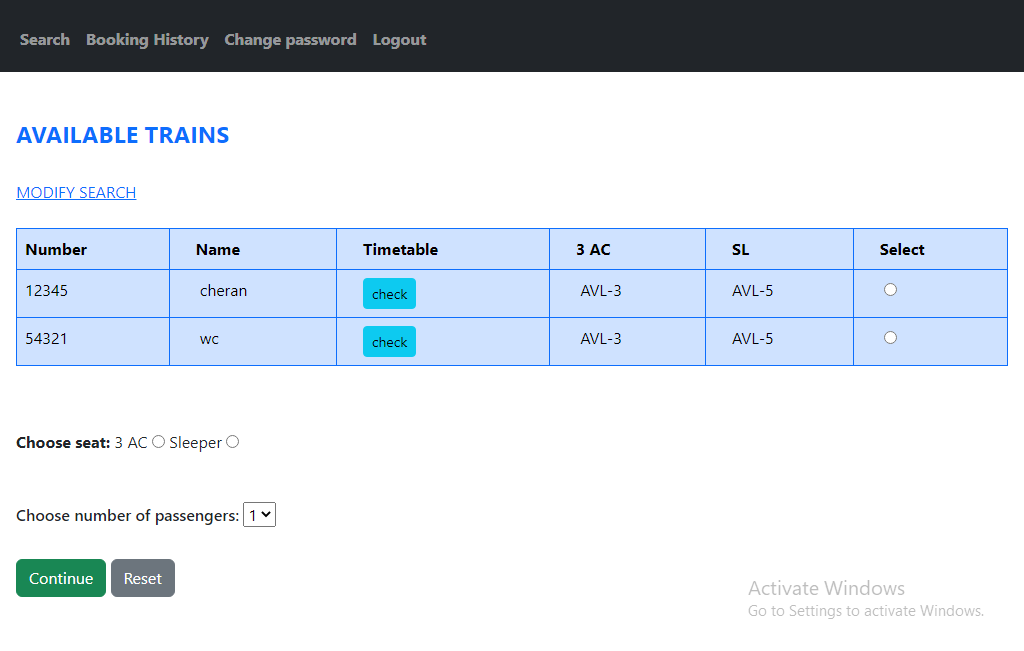 Search Booking History Change password Logout
AVAILABLE TRAINS
MODIFY SEARCH
Number Name Timetable 3 AC SL Select
12345 cheran check AVL-3 AVL-5
54321 wc check AVL-3 AVL-5
Choose seat: 3 AC Sleeper
Choose number of passengers: 1
Continue Reset
Activate Windows
Go to Settings to activate Windows.